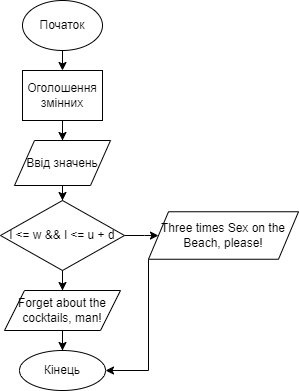 Початок
Оголошення
змінних
Ввід значень
l <= w && l <= u + d
Three times Sex on the
Beach, please!
Forget about the
cocktails, man!
Кінець